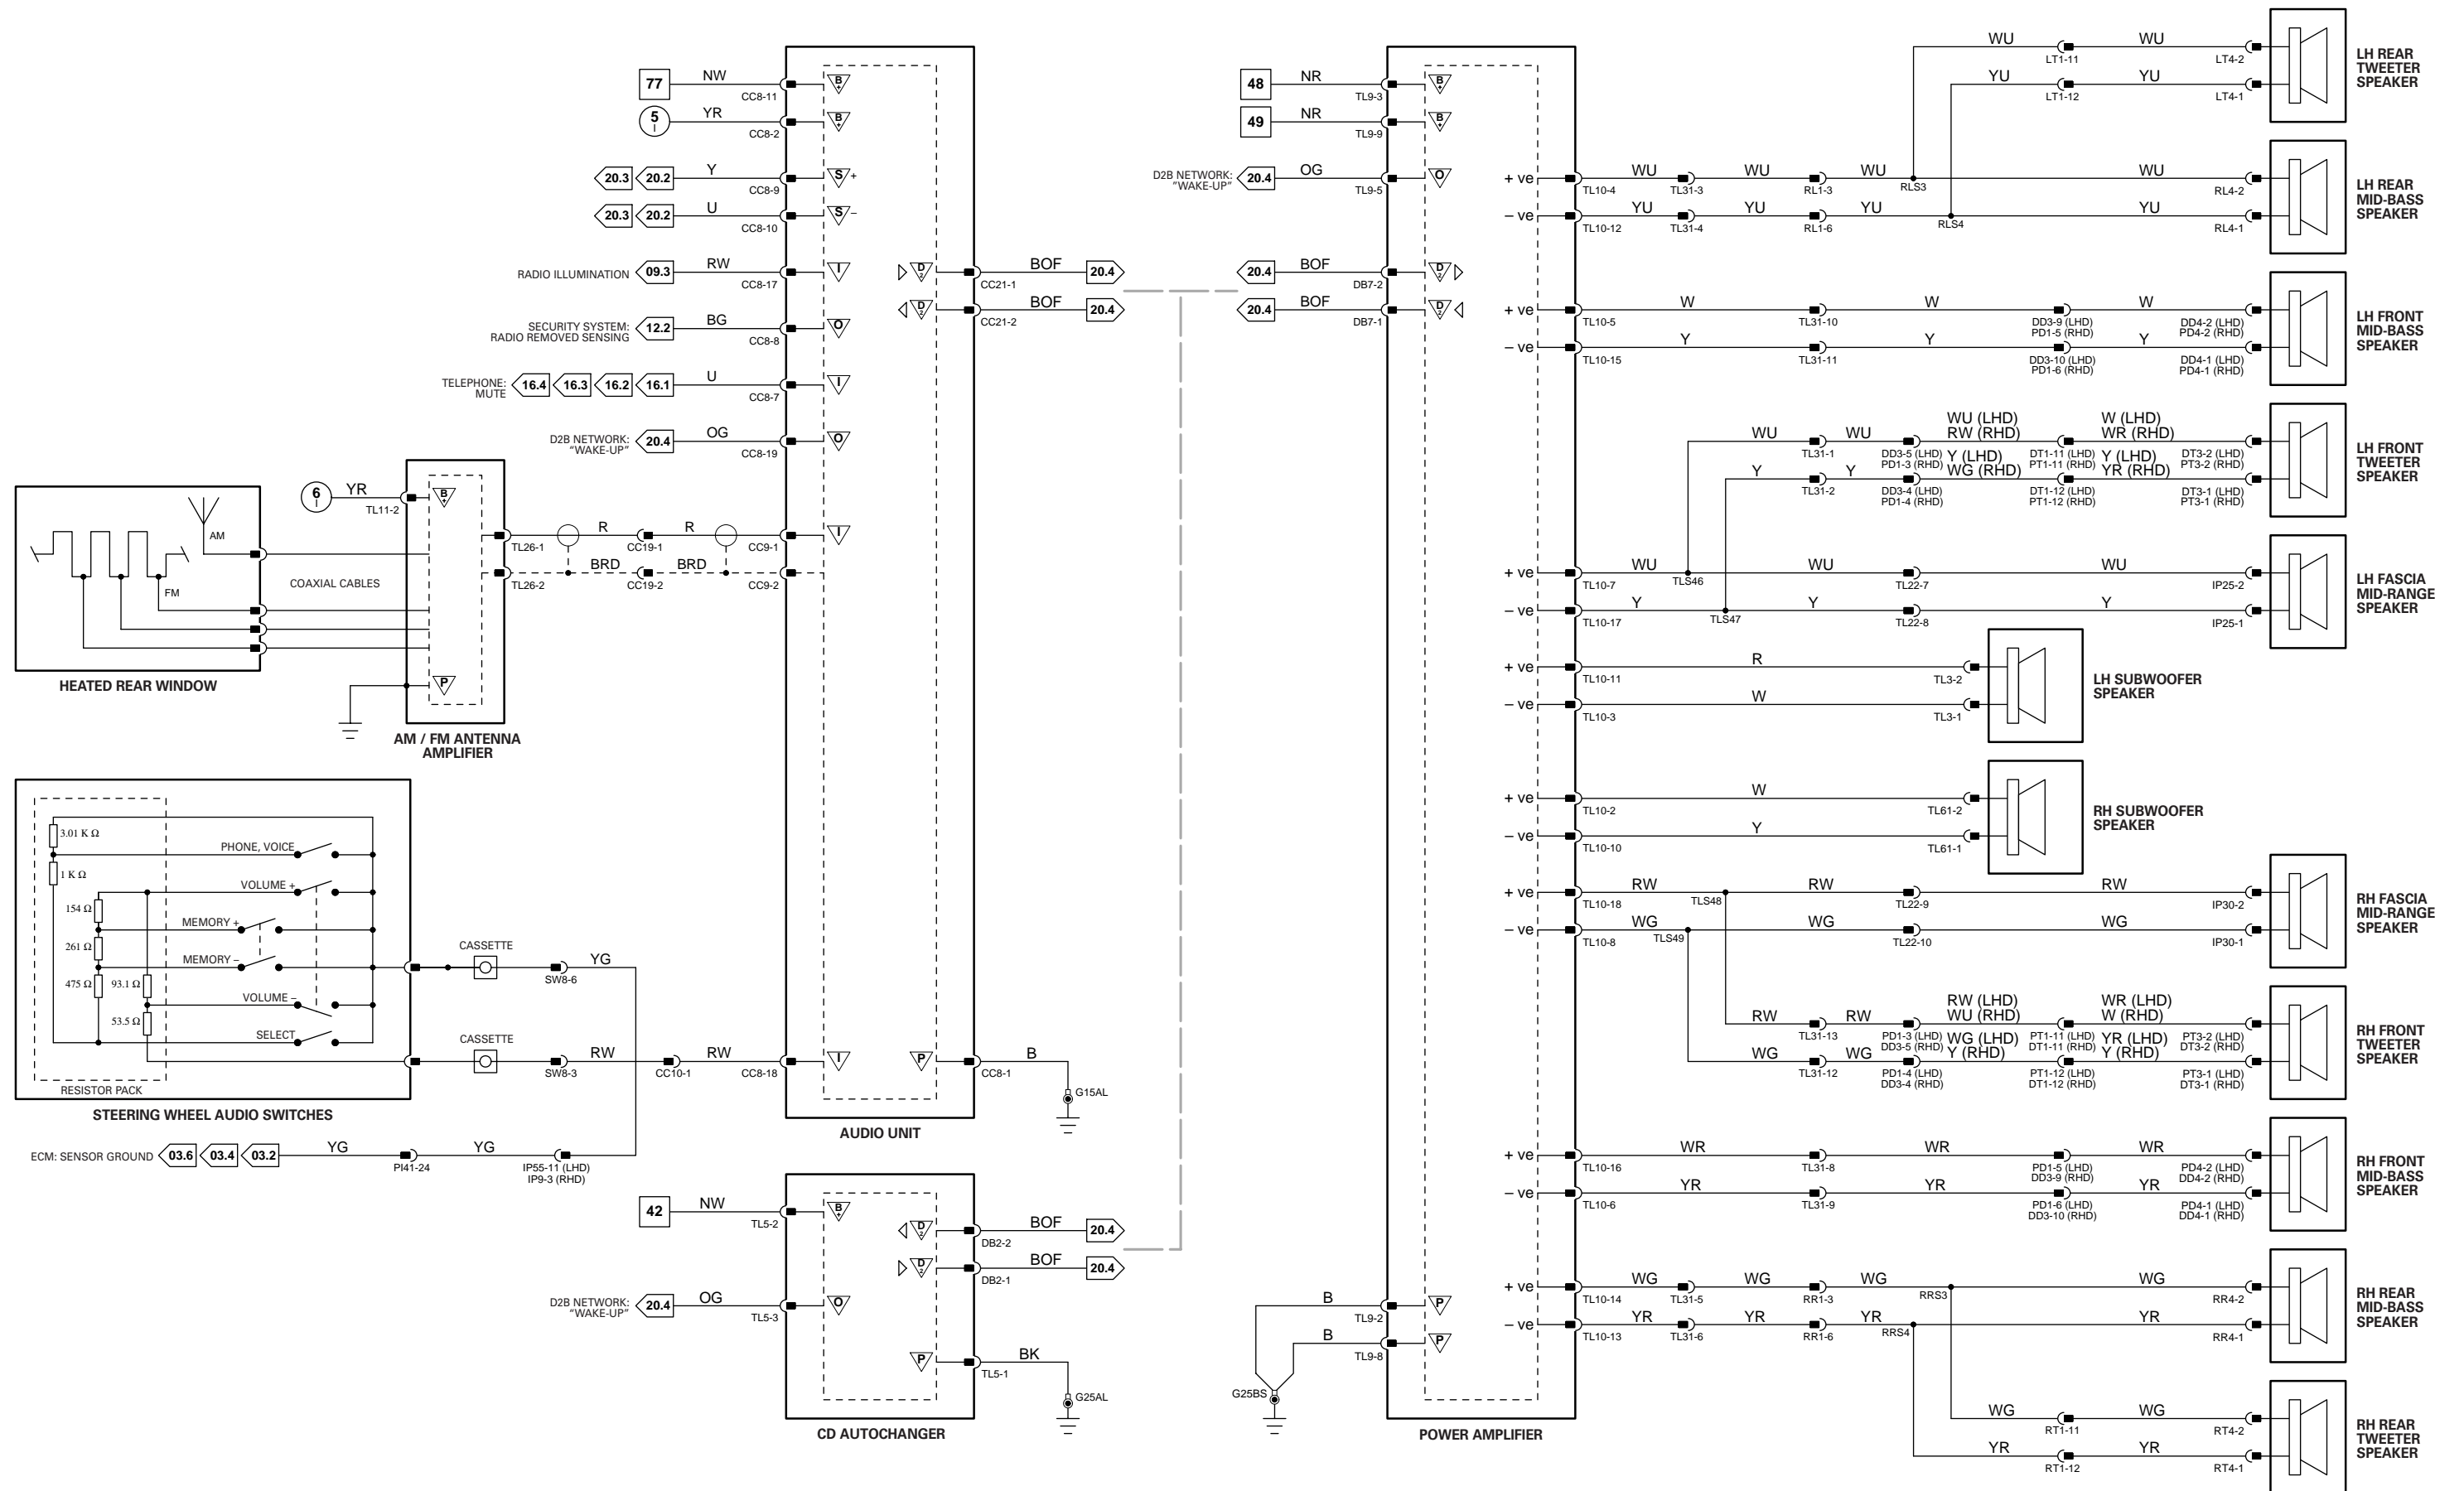 77
NW
CC8-11
B
+
5
I
YR
CC8-2
B
+
20.3
20.2
Y
CC8-9
S
+
20.3
20.2
U
CC8-10
S
–
RADIO ILLUMINATION
09.3
RW
CC8-17
I
SECURITY SYSTEM:
RADIO REMOVED SENSING
12.2
BG
CC8-8
O
TELEPHONE:
MUTE
16.4
16.3
16.2
16.1
U
CC8-7
I
D2B NETWORK:
“WAKE-UP”
20.4
OG
CC8-19
O
D
2
CC21-1
BOF
20.4
D
2
CC21-2
BOF
20.4
6
I
YR
TL11-2
B
+
AM
FM
COAXIAL CABLES
HEATED REAR WINDOW
P
AM / FM ANTENNA
AMPLIFIER
TL26-1
R
CC19-1
R
CC9-1
I
TL26-2
BRD
CC19-2
BRD
CC9-2
3.01 K Ω
1 K Ω
154 Ω
261 Ω
475 Ω
93.1 Ω
53.5 Ω
PHONE, VOICE
VOLUME +
MEMORY +
MEMORY –
VOLUME –
SELECT
RESISTOR PACK
STEERING WHEEL AUDIO SWITCHES
CASSETTE
SW8-6
YG
CASSETTE
SW8-3
RW
CC10-1
RW
CC8-18
I
P
CC8-1
B
G15AL
AUDIO UNIT
ECM: SENSOR GROUND
03.6
03.4
03.2
YG
PI41-24
YG
IP55-11 (LHD)
IP9-3 (RHD)
42
NW
TL5-2
B
+
D
2
DB2-2
BOF
20.4
D
2
DB2-1
BOF
20.4
D2B NETWORK:
“WAKE-UP”
20.4
OG
TL5-3
O
P
TL5-1
BK
G25AL
CD AUTOCHANGER
48
NR
TL9-3
B
+
49
NR
TL9-9
B
+
D2B NETWORK:
“WAKE-UP”
20.4
OG
TL9-5
O
20.4
BOF
DB7-2
D
2
20.4
BOF
DB7-1
D
2
B
TL9-2
P
B
TL9-8
P
G25BS
POWER AMPLIFIER
WU
LT1-11
WU
LT4-2
YU
LT1-12
YU
LT4-1
LH REAR
TWEETER
SPEAKER
+ ve
TL10-4
WU
TL31-3
WU
RL1-3
WU
RLS3
WU
RL4-2
– ve
TL10-12
YU
TL31-4
YU
RL1-6
YU
RLS4
YU
RL4-1
LH REAR
MID-BASS
SPEAKER
+ ve
TL10-5
W
TL31-10
W
DD3-9 (LHD)
PD1-5 (RHD)
W
DD4-2 (LHD)
PD4-2 (RHD)
– ve
TL10-15
Y
TL31-11
Y
DD3-10 (LHD)
PD1-6 (RHD)
Y
DD4-1 (LHD)
PD4-1 (RHD)
LH FRONT
MID-BASS
SPEAKER
WU
TL31-1
WU
DD3-5 (LHD)
PD1-3 (RHD)
WU (LHD)
RW (RHD)
DT1-11 (LHD)
PT1-11 (RHD)
W (LHD)
WR (RHD)
DT3-2 (LHD)
PT3-2 (RHD)
Y
TL31-2
Y
DD3-4 (LHD)
PD1-4 (RHD)
Y (LHD)
WG (RHD)
DT1-12 (LHD)
PT1-12 (RHD)
Y (LHD)
YR (RHD)
DT3-1 (LHD)
PT3-1 (RHD)
LH FRONT
TWEETER
SPEAKER
+ ve
TL10-7
WU
TLS46
WU
TL22-7
WU
IP25-2
– ve
TL10-17
Y
TLS47
Y
TL22-8
Y
IP25-1
LH FASCIA
MID-RANGE
SPEAKER
+ ve
TL10-11
R
TL3-2
– ve
TL10-3
W
TL3-1
LH SUBWOOFER
SPEAKER
+ ve
TL10-2
W
TL61-2
– ve
TL10-10
Y
TL61-1
RH SUBWOOFER
SPEAKER
+ ve
TL10-18
RW
TLS48
RW
TL22-9
RW
IP30-2
– ve
TL10-8
WG
TLS49
WG
TL22-10
WG
IP30-1
RH FASCIA
MID-RANGE
SPEAKER
RW
TL31-13
RW
PD1-3 (LHD)
DD3-5 (RHD)
RW (LHD)
WU (RHD)
PT1-11 (LHD)
DT1-11 (RHD)
WR (LHD)
W (RHD)
PT3-2 (LHD)
DT3-2 (RHD)
WG
TL31-12
WG
PD1-4 (LHD)
DD3-4 (RHD)
WG (LHD)
Y (RHD)
PT1-12 (LHD)
DT1-12 (RHD)
YR (LHD)
Y (RHD)
PT3-1 (LHD)
DT3-1 (RHD)
RH FRONT
TWEETER
SPEAKER
+ ve
TL10-16
WR
TL31-8
WR
PD1-5 (LHD)
DD3-9 (RHD)
WR
PD4-2 (LHD)
DD4-2 (RHD)
– ve
TL10-6
YR
TL31-9
YR
PD1-6 (LHD)
DD3-10 (RHD)
YR
PD4-1 (LHD)
DD4-1 (RHD)
RH FRONT
MID-BASS
SPEAKER
+ ve
TL10-14
WG
TL31-5
WG
RR1-3
WG
RRS3
WG
RR4-2
– ve
TL10-13
YR
TL31-6
YR
RR1-6
YR
RRS4
YR
RR4-1
RH REAR
MID-BASS
SPEAKER
WG
RT1-11
WG
RT4-2
YR
RT1-12
YR
RT4-1
RH REAR
TWEETER
SPEAKER